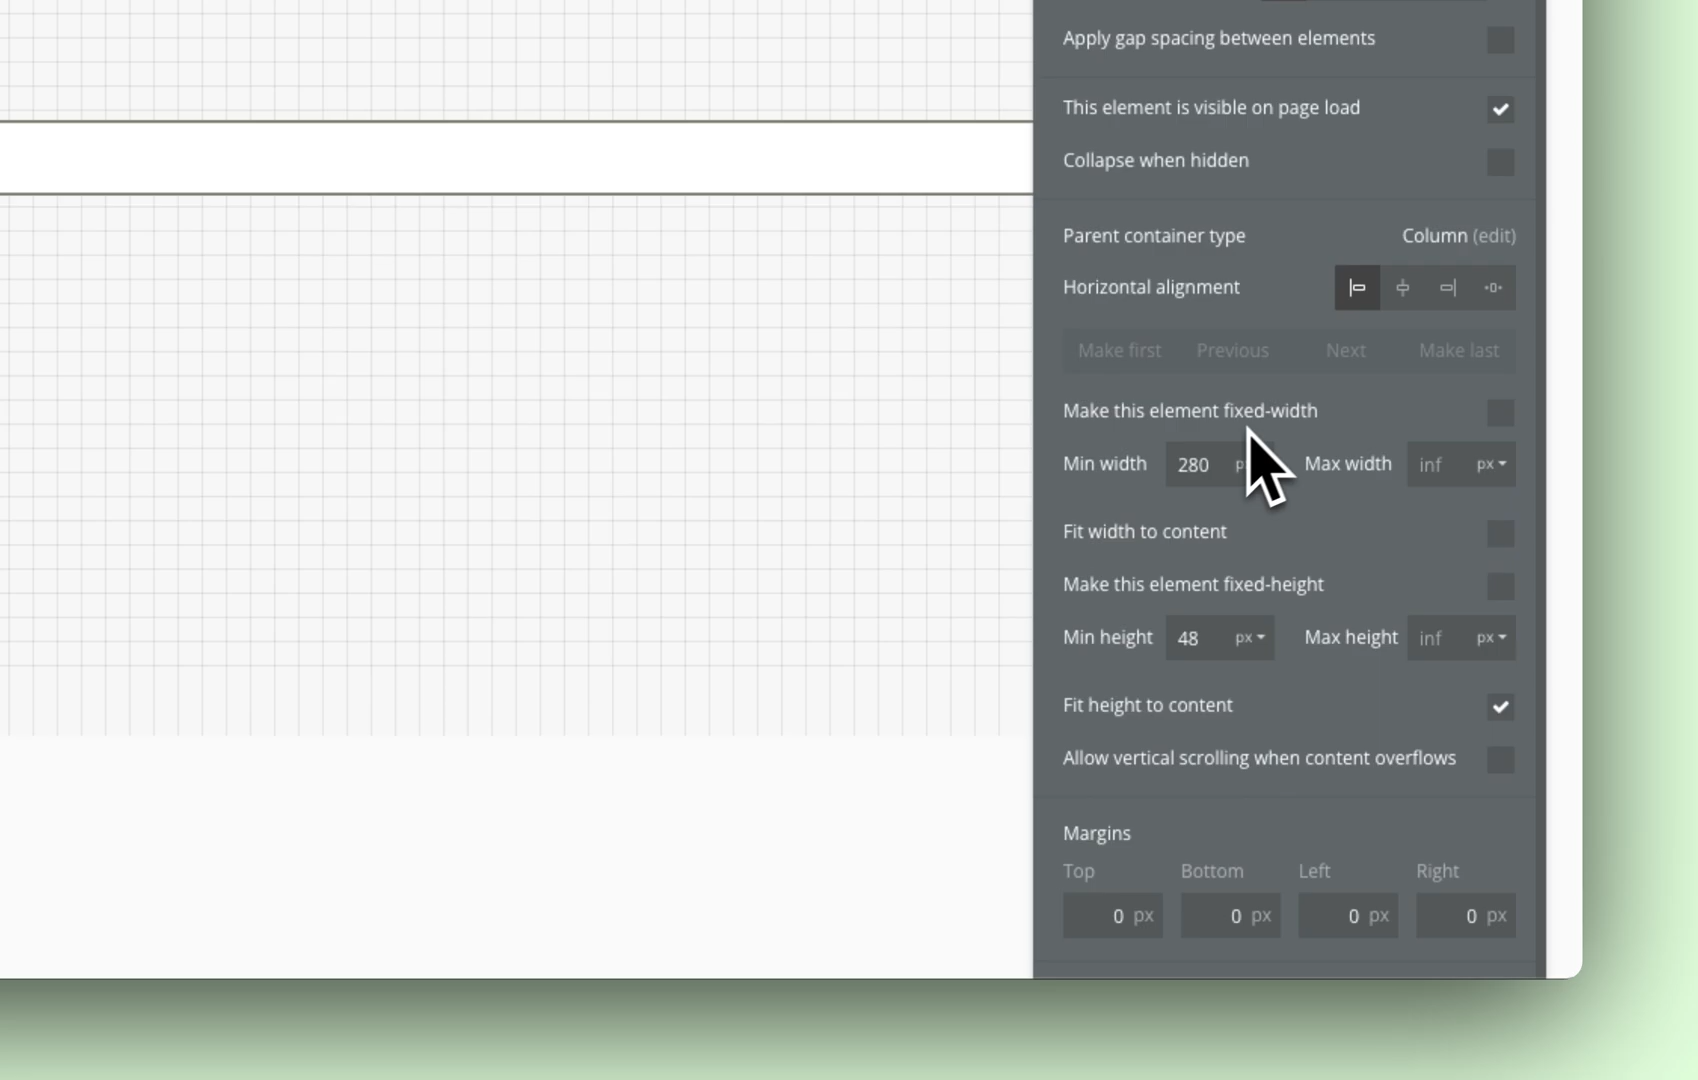 Apply gap spacing between elements
This element is visible on page load
Collapse when hidden
Parent container type Column (edit)
Horizontal alignment
Make first Previous Next Make last
Make this element fixed-width
Min width 280 Max width inf px
Fit width to content
Make this element fixed-height
Min height 48 px Max height inf px
Fit height to content
Allow vertical scrolling when content overflows
Margins
Top Bottom Left Right
0 px 0 px 0 px 0 px